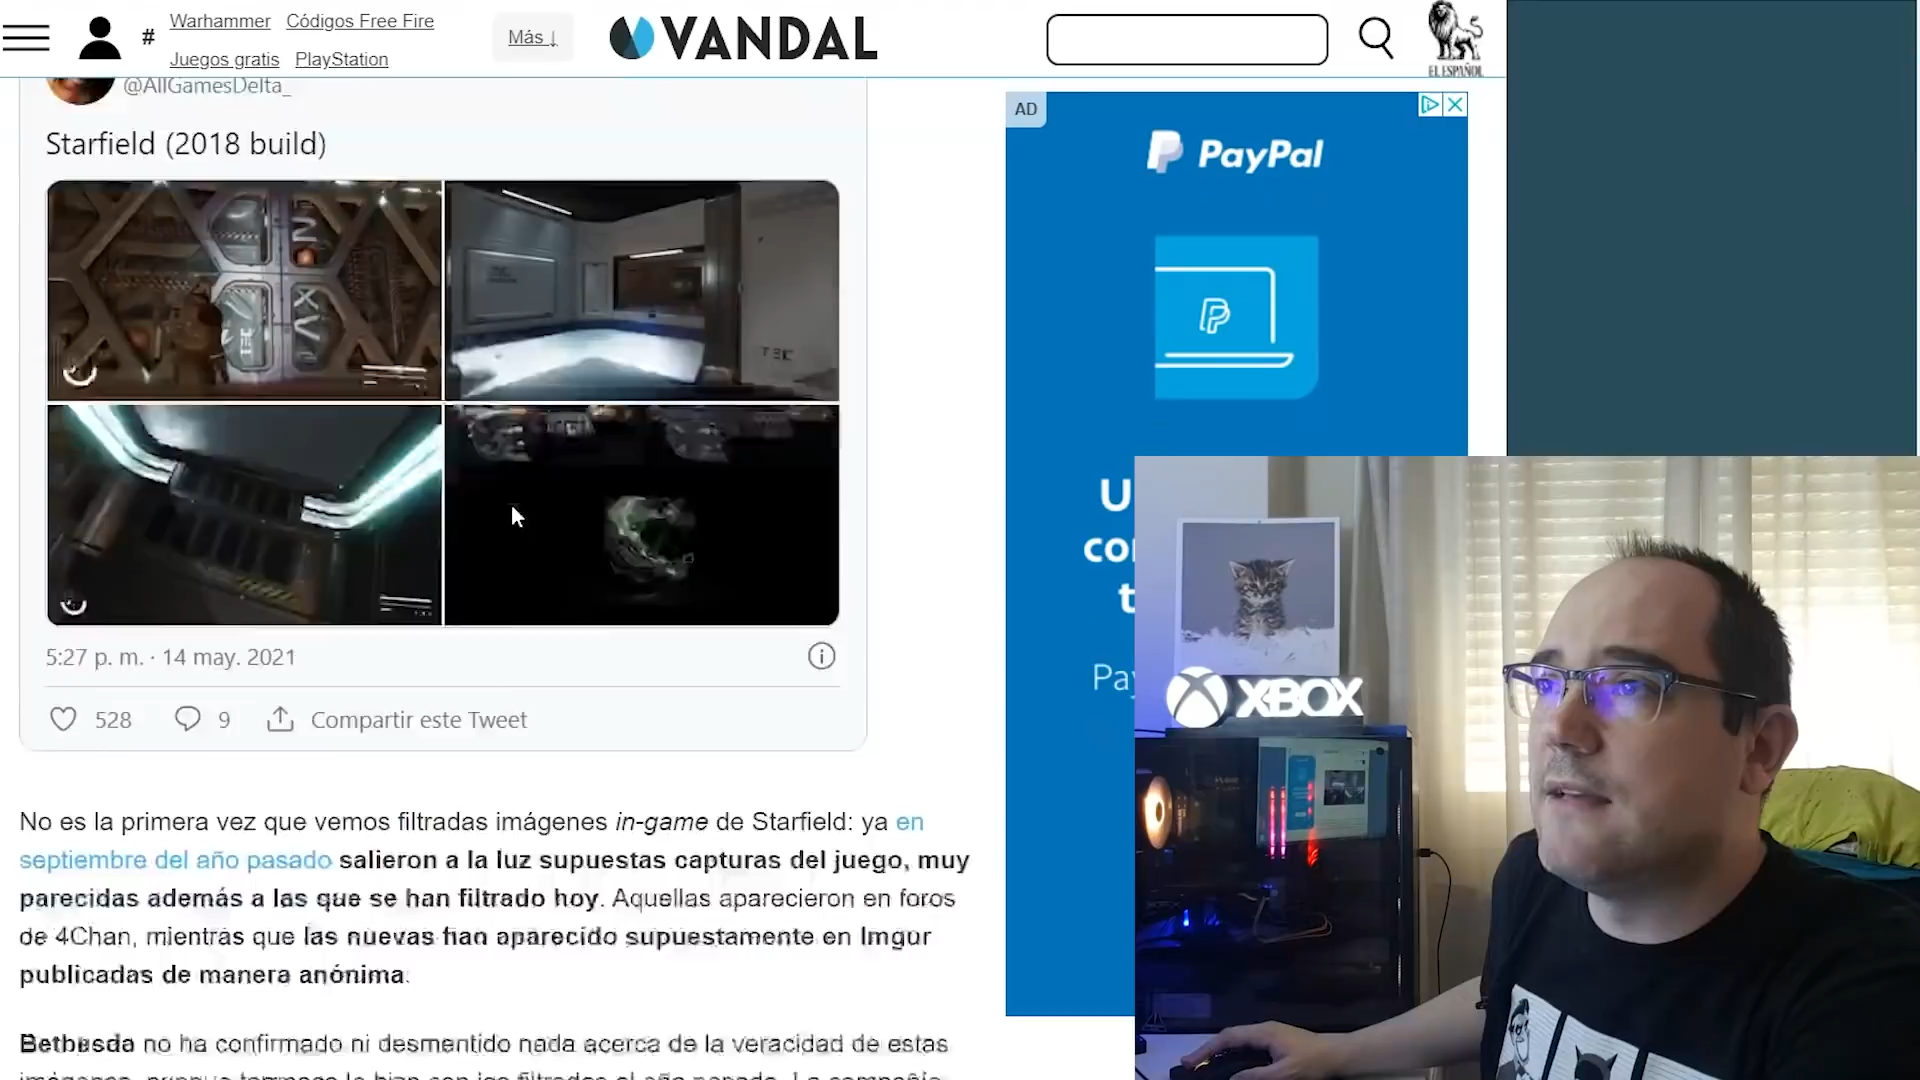 # Warhammer Códigos Free Fire
Juegos gratis PlayStation
Más ↓
VANDAL
EL ESPAÑOL
@AllGamesDelta_
Starfield (2018 build)
5:27 p. m. · 14 may. 2021
528 9 Compartir este Tweet
No es la primera vez que vemos filtradas imágenes in-game de Starfield: ya en
septiembre del año pasado salieron a la luz supuestas capturas del juego, muy
parecidas además a las que se han filtrado hoy. Aquellas aparecieron en foros
de 4Chan, mientras que las nuevas han aparecido supuestamente en Imgur
publicadas de manera anónima.
Bethesda no ha confirmado ni desmentido nada acerca de la veracidad de estas
AD
PayPal
XBOX